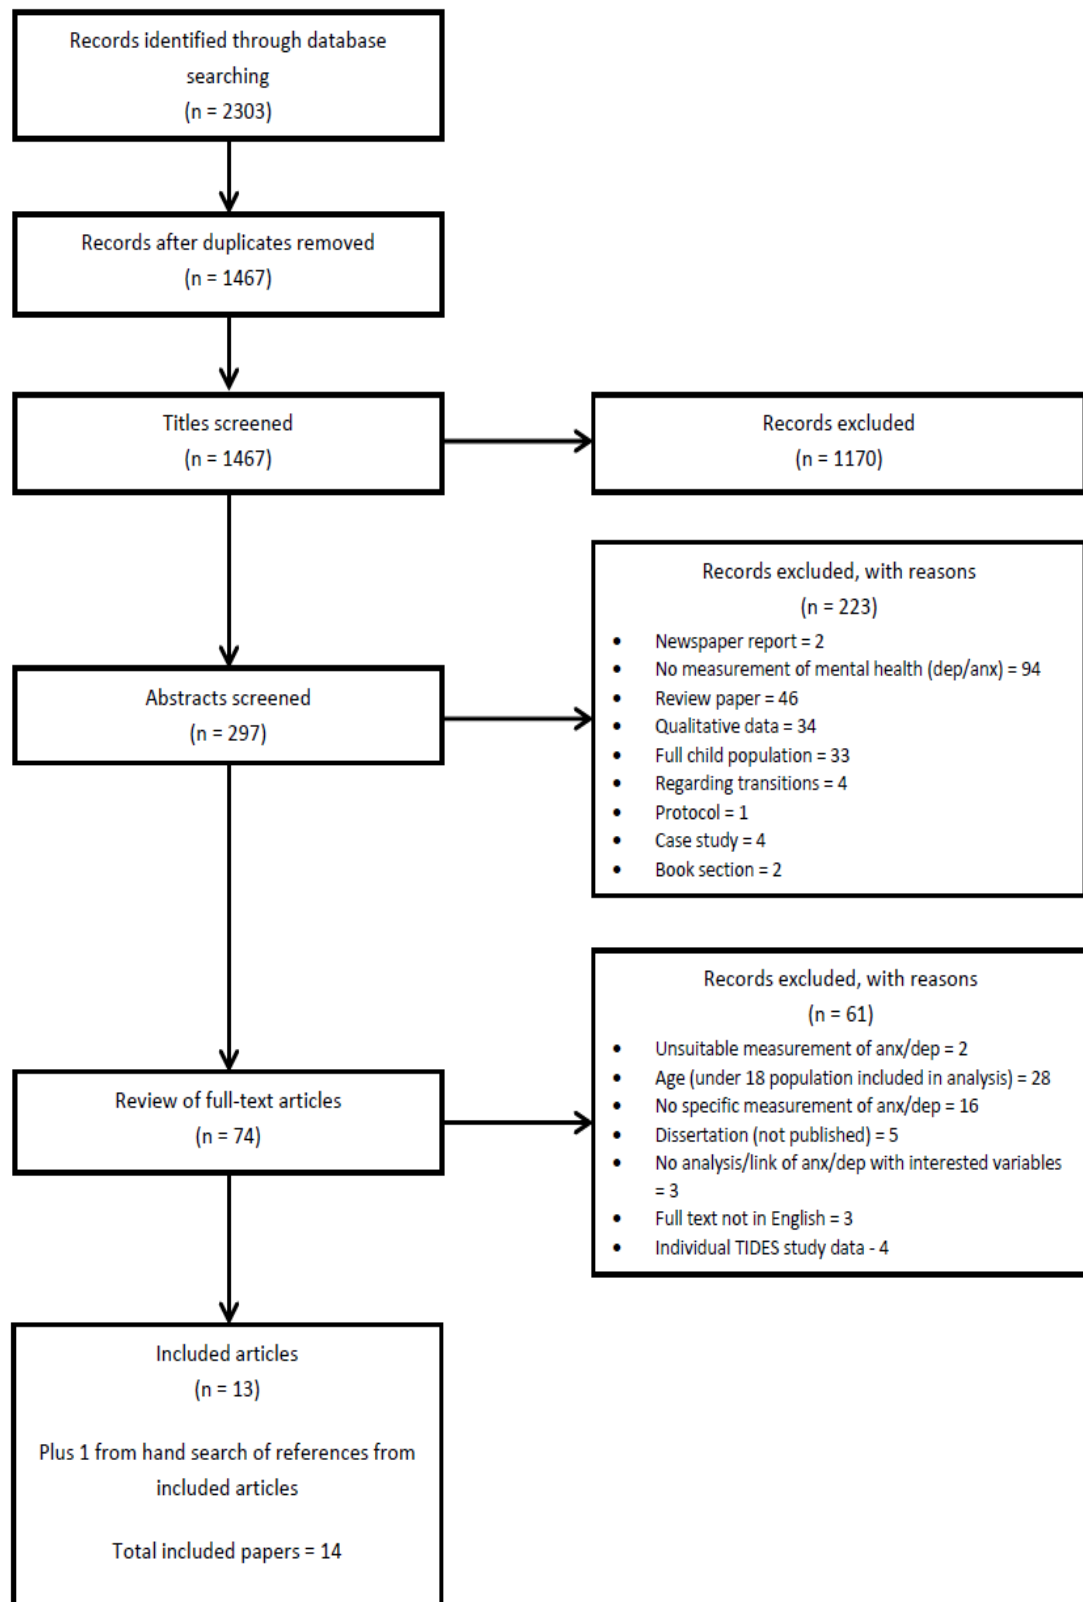 Records identified through database
searching
(n = 2303)
Records after duplicates removed
(n = 1467)
Titles screened
(n = 1467)
Records excluded
(n = 1170)
Records excluded, with reasons
(n = 223)
• Newspaper report = 2
• No measurement of mental health (dep/anx) = 94
• Review paper = 46
• Qualitative data = 34
• Full child population = 33
• Regarding transitions = 4
• Protocol = 1
• Case study = 4
• Book section = 2
Abstracts screened
(n = 297)
Records excluded, with reasons
(n = 61)
• Unsuitable measurement of anx/dep = 2
• Age (under 18 population included in analysis) = 28
• No specific measurement of anx/dep = 16
• Dissertation (not published) = 5
• No analysis/link of anx/dep with interested variables
= 3
• Full text not in English = 3
• Individual TIDES study data - 4
Review of full-text articles
(n = 74)
Included articles
(n = 13)
Plus 1 from hand search of references from
included articles
Total included papers = 14